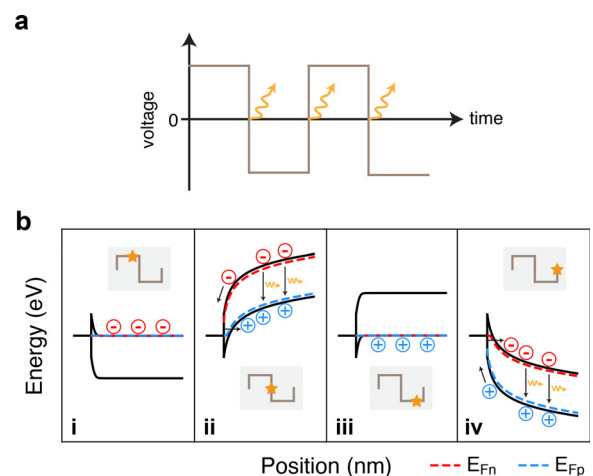 a
voltage
0
time
b
Energy (eV)
i
ii
iii
iv
Position (nm)
E_Fn
E_Fp